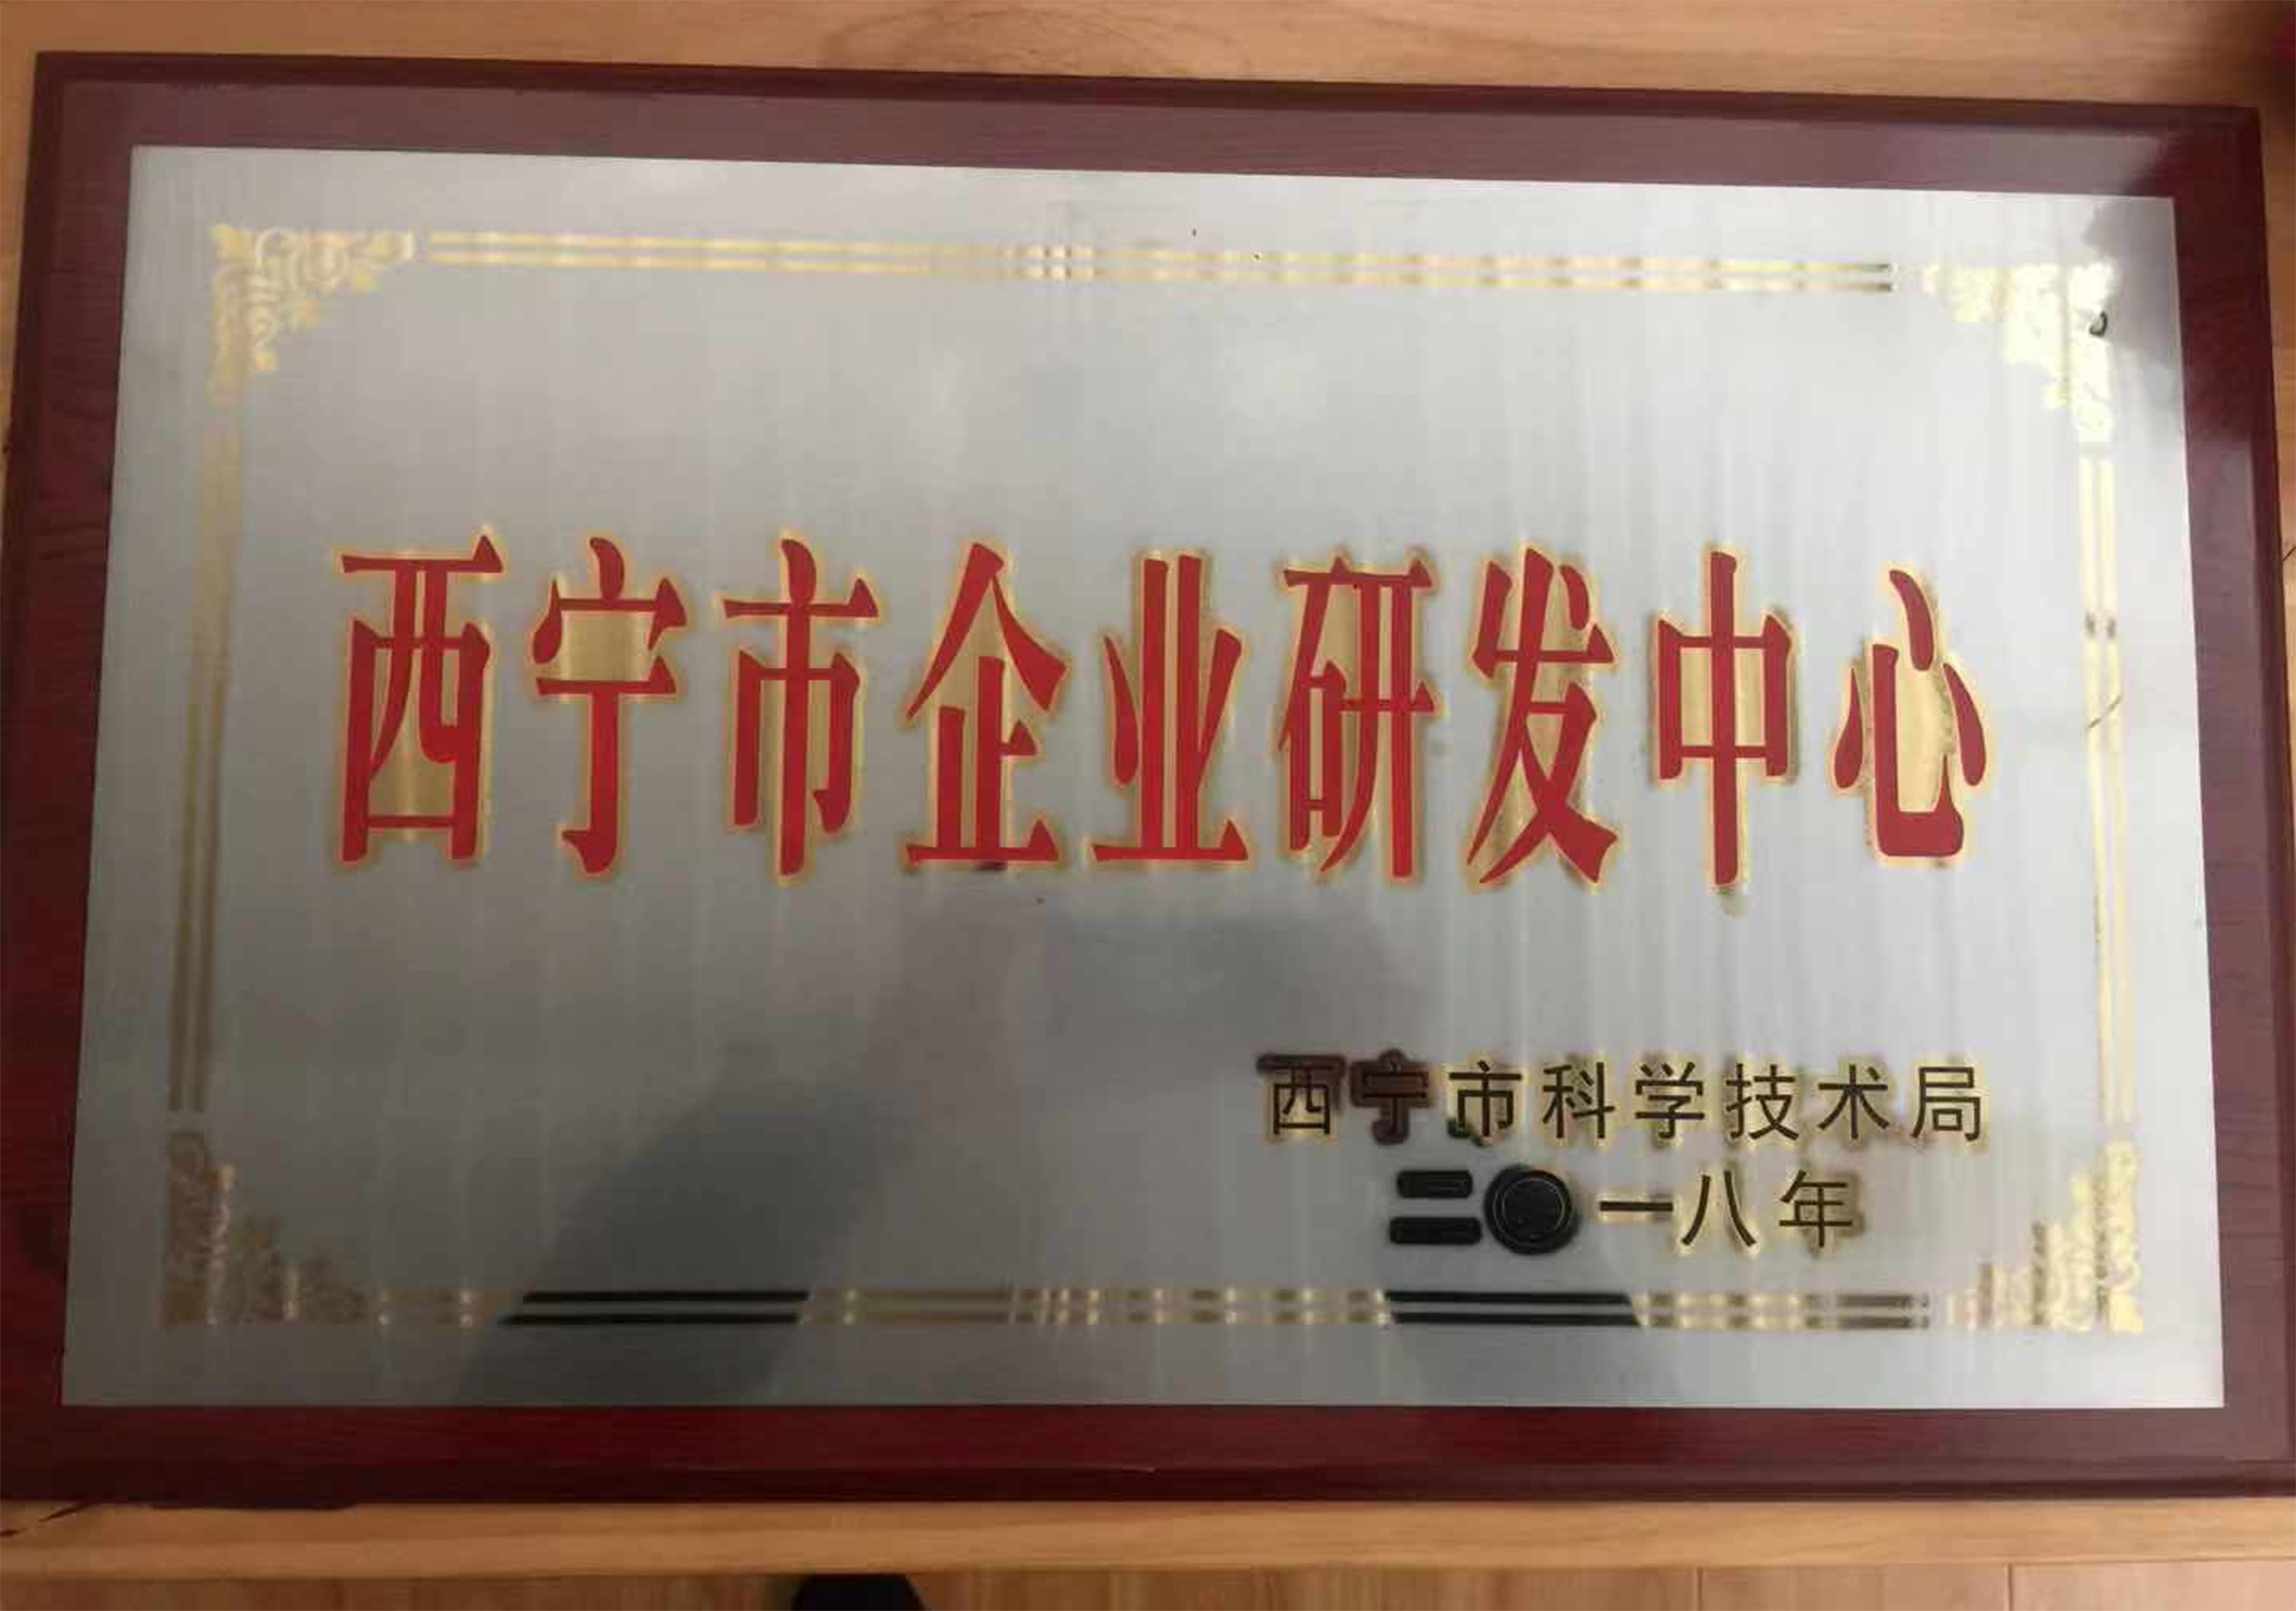 西宁市企业研发中心
西宁市科学技术局
二〇一八年